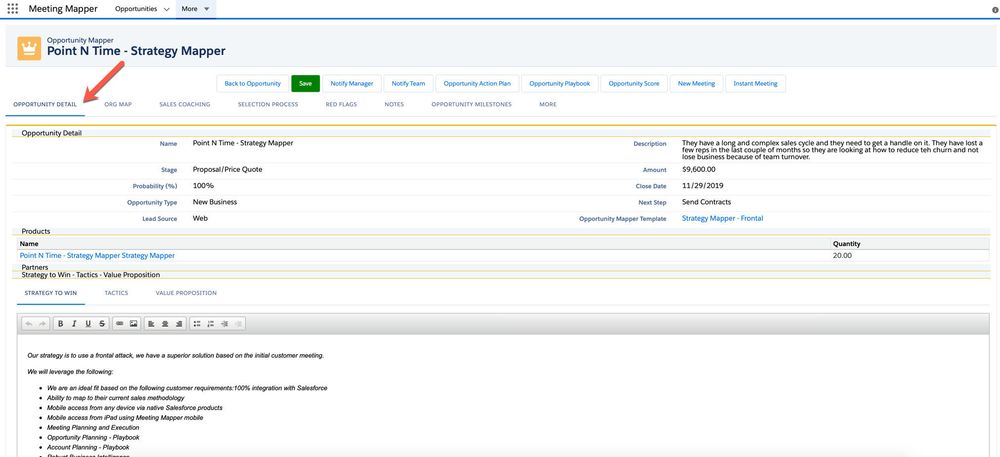 Meeting Mapper Opportunities More
Opportunity Mapper
Point N Time - Strategy Mapper
Back to Opportunity Save Notify Manager Notify Team Opportunity Action Plan Opportunity Playbook Opportunity Score New Meeting Instant Meeting
OPPORTUNITY DETAIL ORG MAP SALES COACHING SELECTION PROCESS RED FLAGS NOTES OPPORTUNITY MILESTONES MORE
Opportunity Detail
Name Point N Time - Strategy Mapper
Description They have a long and complex sales cycle and they need to get a handle on it. They have lost a
few reps in the last couple of months so they are looking at how to reduce teh churn and not
lose business because of team turnover.
Stage Proposal/Price Quote Amount $9,600.00
Probability (%) 100% Close Date 11/29/2019
Opportunity Type New Business Next Step Send Contracts
Lead Source Web Opportunity Mapper Template Strategy Mapper - Frontal
Products
Name Quantity
Point N Time - Strategy Mapper Strategy Mapper 20.00
Partners
Strategy to Win - Tactics - Value Proposition
STRATEGY TO WIN TACTICS VALUE PROPOSITION
B I U S
Our strategy is to use a frontal attack, we have a superior solution based on the initial customer meeting.
We will leverage the following:
• We are an ideal fit based on the following customer requirements:100% integration with Salesforce
• Ability to map to their current sales methodology
• Mobile access from any device via native Salesforce products
• Mobile access from iPad using Meeting Mapper mobile
• Meeting Planning and Execution
• Opportunity Planning - Playbook
• Account Planning - Playbook
• Robust Business Intelligence